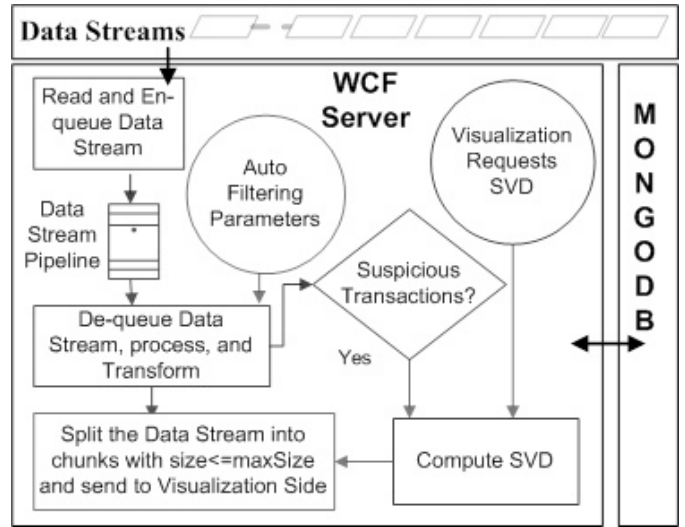 Data Streams
WCF
Server
Read and En-
queue Data
Stream
Auto
Filtering
Parameters
Visualization
Requests
SVD
Data
Stream
Pipeline
*
Suspicious
Transactions?
De-queue Data
Stream, process, and
Transform
Yes
Split the Data Stream into
chunks with size<=maxSize
and send to Visualization Side
Compute SVD
M
O
N
G
O
D
B